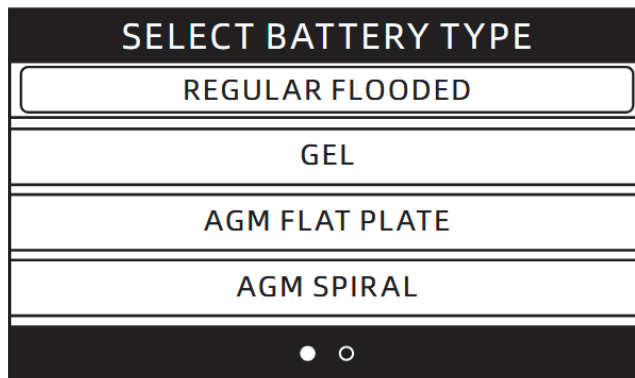 SELECT BATTERY TYPE
REGULAR FLOODED
GEL
AGM FLAT PLATE
AGM SPIRAL